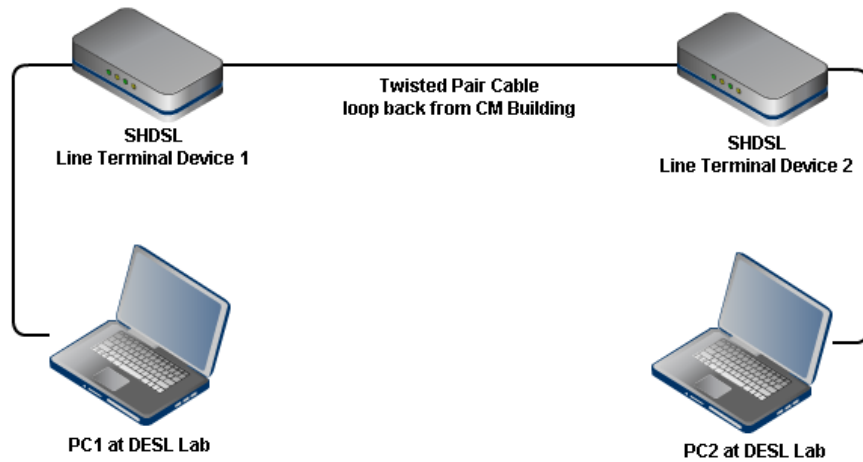 Twisted Pair Cable
loop back from CM Building
SHDSL
Line Terminal Device 1
SHDSL
Line Terminal Device 2
PC1 at DESL Lab
PC2 at DESL Lab